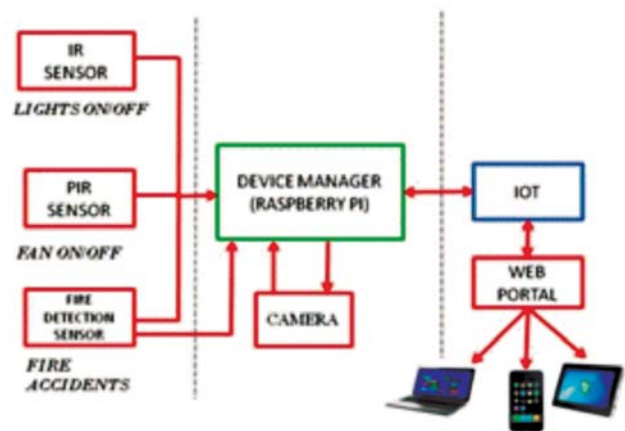 IR
SENSOR
LIGHTS ON/OFF
PIR
SENSOR
FAN ON/OFF
FIRE
DETECTION
SENSOR
FIRE
ACCIDENTS
DEVICE MANAGER
(RASPBERRY PI)
CAMERA
IOT
WEB
PORTAL